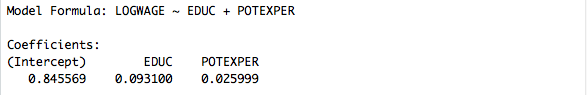 Model Formula: LOGWAGE ~ EDUC + POTEXPER
Coefficients:
(Intercept) EDUC POTEXPER
0.845569 0.093100 0.025999